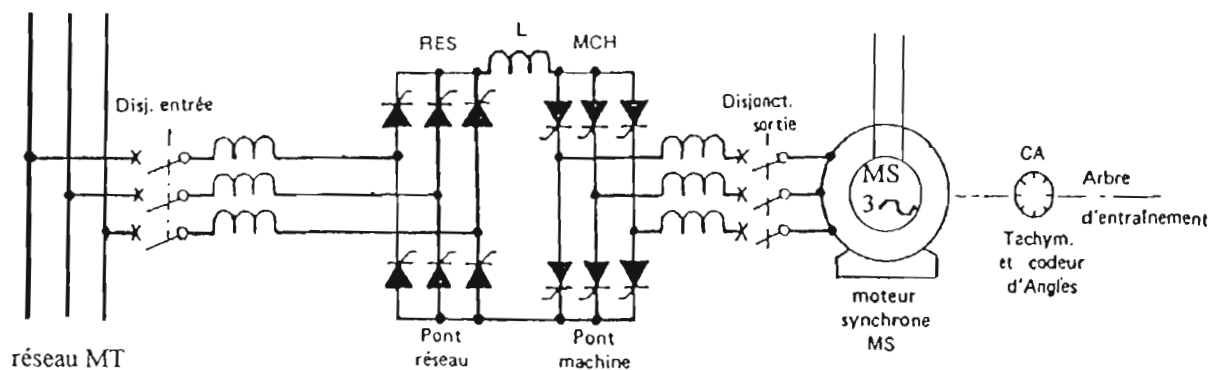 L
RES
MCH
Disj. entrée
Disjonct.
sortie
MS
3
CA
Arbre
d'entraînement
Tachym.
et codeur
d'Angles
moteur
synchrone
MS
Pont
réseau
Pont
machine
réseau MT